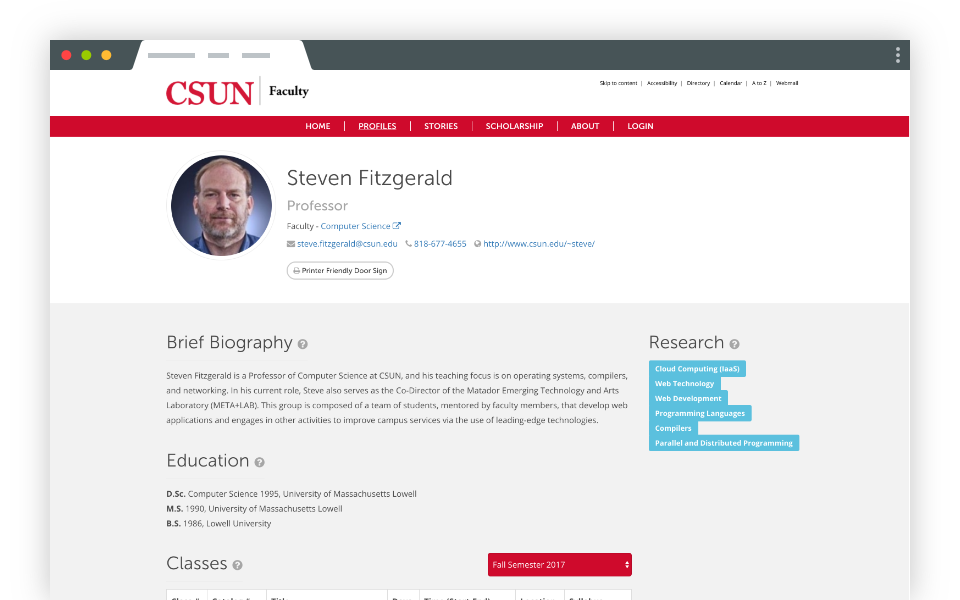 CSUN Faculty
Skip to content | Accessibility | Directory | Calendar | A to Z | Webmail
HOME | PROFILES | STORIES | SCHOLARSHIP | ABOUT | LOGIN
Steven Fitzgerald
Professor
Faculty - Computer Science
steve.fitzgerald@csun.edu 818-677-4655 http://www.csun.edu/~steve/
Printer Friendly Door Sign
Brief Biography ?
Steven Fitzgerald is a Professor of Computer Science at CSUN, and his teaching focus is on operating systems, compilers,
and networking. In his current role, Steve also serves as the Co-Director of the Matador Emerging Technology and Arts
Laboratory (META+LAB). This group is composed of a team of students, mentored by faculty members, that develop web
applications and engages in other activities to improve campus services via the use of leading-edge technologies.
Education ?
D.Sc. Computer Science 1995, University of Massachusetts Lowell
M.S. 1990, University of Massachusetts Lowell
B.S. 1986, Lowell University
Classes ?
Fall Semester 2017
Research ?
Cloud Computing (IaaS)
Web Technology
Web Development
Programming Languages
Compilers
Parallel and Distributed Programming